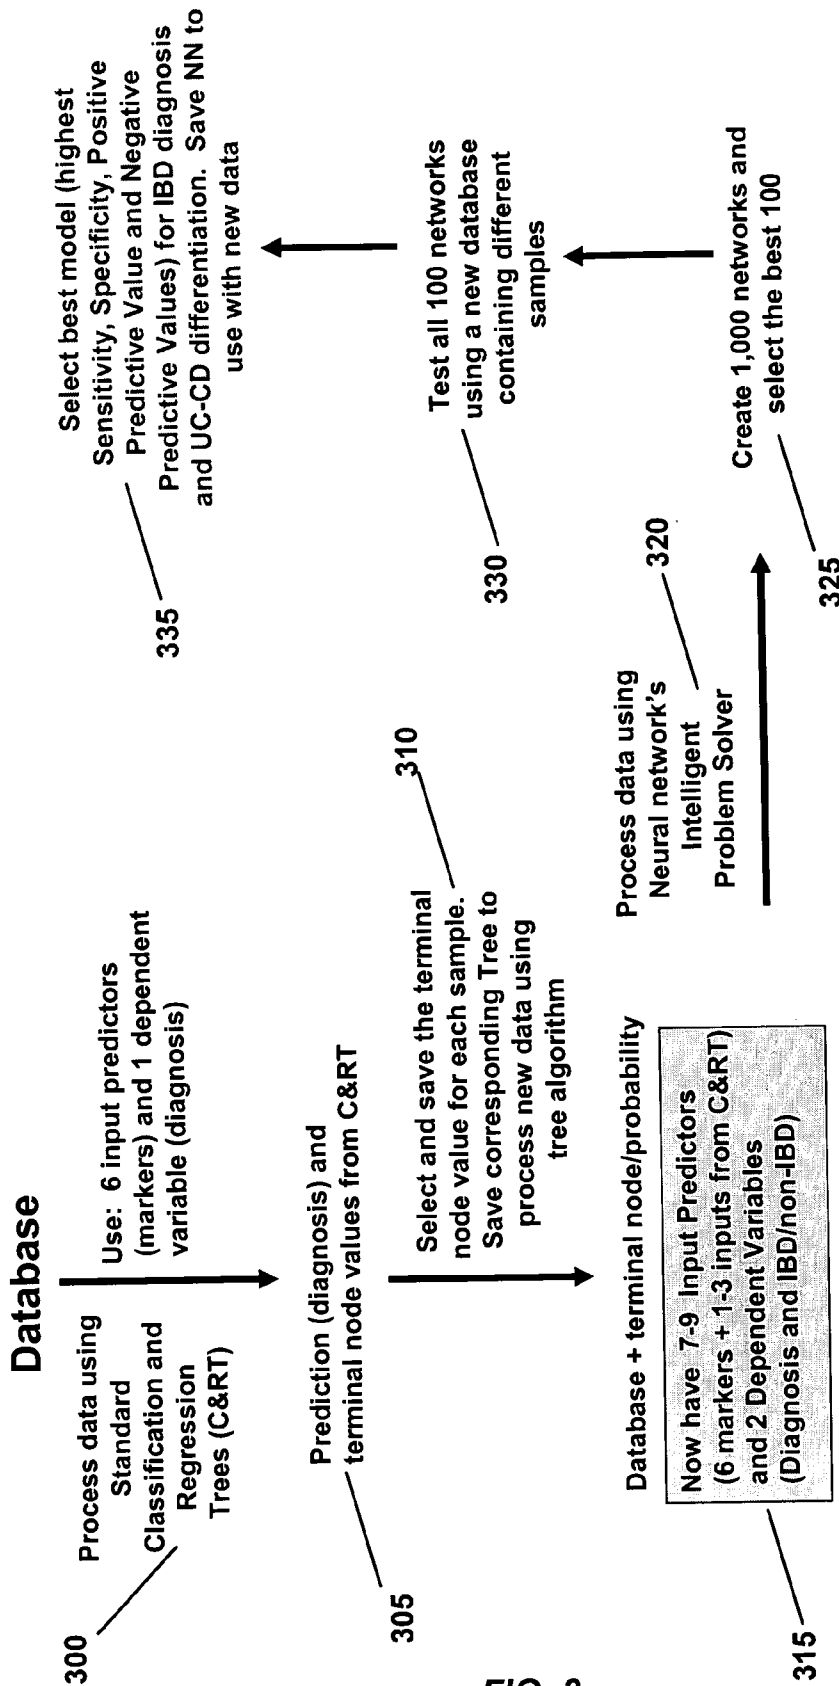 Database
300
Process data using
Standard
Classification and
Regression
Trees (C&RT)
Use: 6 input predictors
(markers) and 1 dependent
variable (diagnosis)
305
Prediction (diagnosis) and
terminal node values from C&RT
310
Select and save the terminal
node value for each sample.
Save corresponding Tree to
process new data using
tree algorithm
Database + terminal node/probability
315
Now have 7-9 Input Predictors
(6 markers + 1-3 inputs from C&RT)
and 2 Dependent Variables
(Diagnosis and IBD/non-IBD)
320
Process data using
Neural network's
Intelligent
Problem Solver
325
Create 1,000 networks and
select the best 100
330
Test all 100 networks
using a new database
containing different
samples
335
Select best model (highest
Sensitivity, Specificity, Positive
Predictive Value and Negative
Predictive Values) for IBD diagnosis
and UC-CD differentiation. Save NN to
use with new data